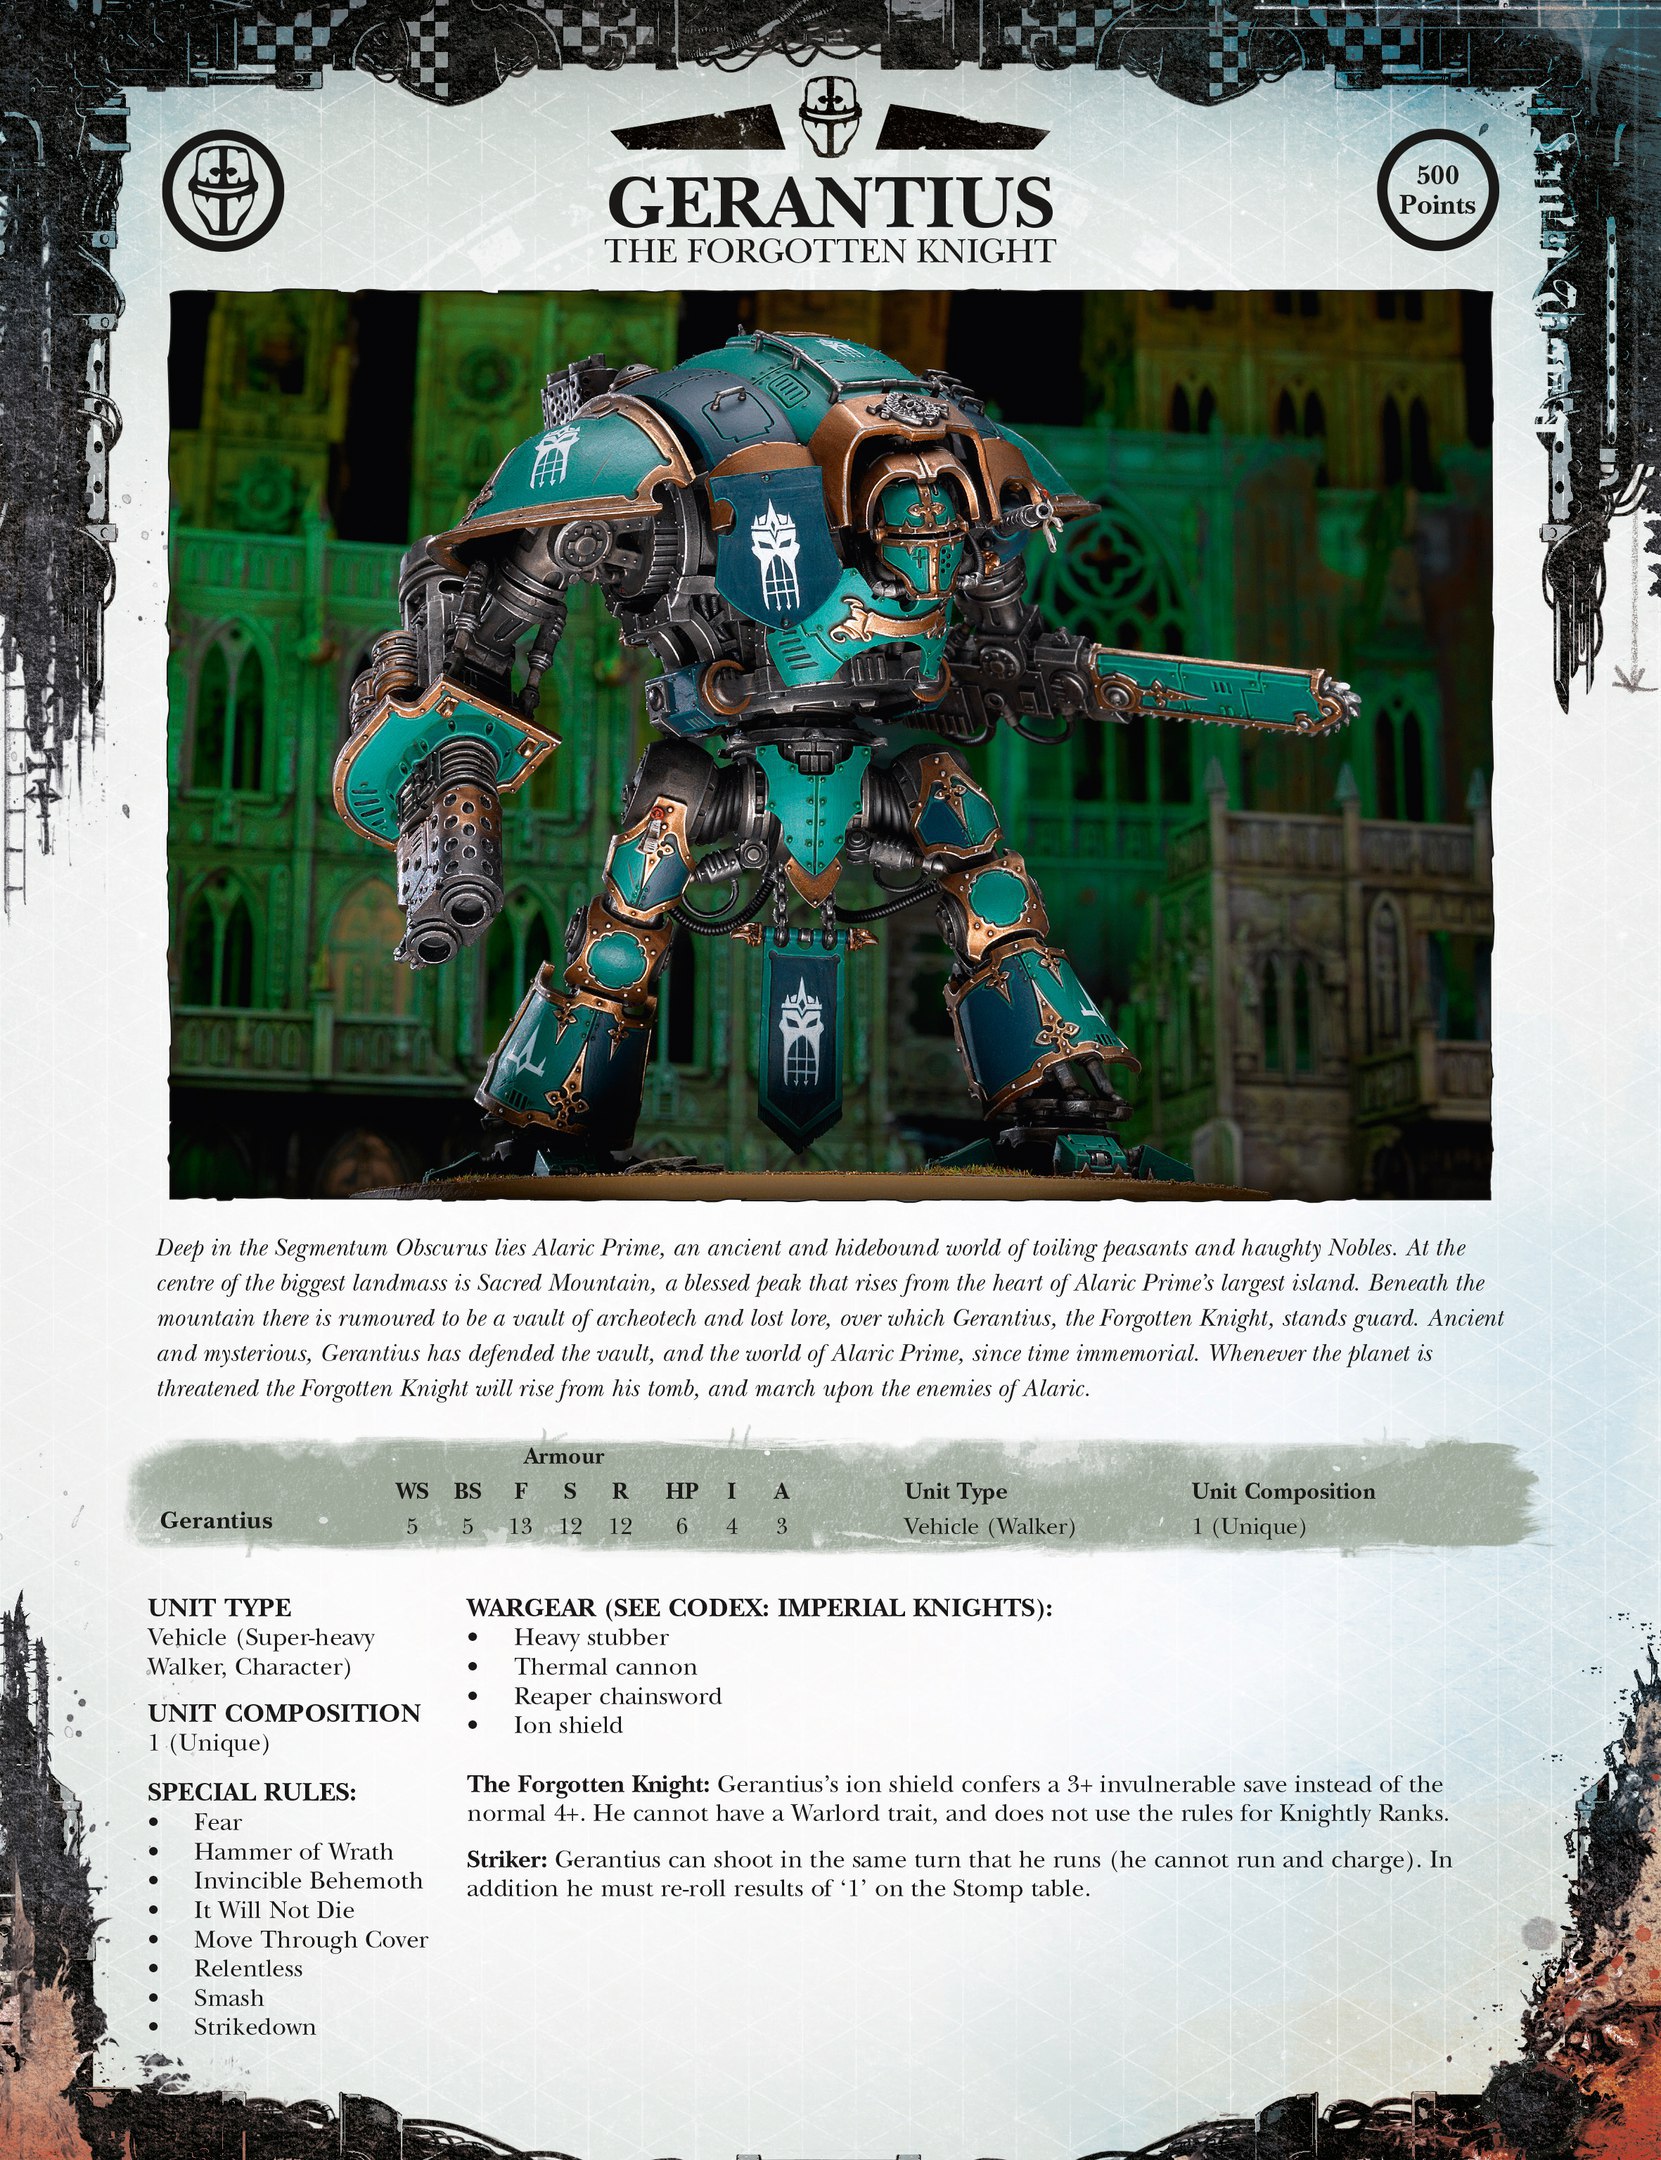 500
Points
GERANTIUS
THE FORGOTTEN KNIGHT
Deep in the Segmentum Obscurus lies Alaric Prime, an ancient and hidebound world of toiling peasants and haughty Nobles. At the
centre of the biggest landmass is Sacred Mountain, a blessed peak that rises from the heart of Alaric Prime’s largest island. Beneath the
mountain there is rumoured to be a vault of archeotech and lost lore, over which Gerantius, the Forgotten Knight, stands guard. Ancient
and mysterious, Gerantius has defended the vault, and the world of Alaric Prime, since time immemorial. Whenever the planet is
threatened the Forgotten Knight will rise from his tomb, and march upon the enemies of Alaric.
Armour
WS BS F S R HP I A Unit Type Unit Composition
Gerantius 5 5 13 12 12 6 4 3 Vehicle (Walker) 1 (Unique)
UNIT TYPE
Vehicle (Super-heavy
Walker, Character)
UNIT COMPOSITION
1 (Unique)
SPECIAL RULES:
• Fear
• Hammer of Wrath
• Invincible Behemoth
• It Will Not Die
• Move Through Cover
• Relentless
• Smash
• Strikedown
WARGEAR (SEE CODEX: IMPERIAL KNIGHTS):
• Heavy stubber
• Thermal cannon
• Reaper chainsword
• Ion shield
The Forgotten Knight: Gerantius’s ion shield confers a 3+ invulnerable save instead of the
normal 4+. He cannot have a Warlord trait, and does not use the rules for Knightly Ranks.
Striker: Gerantius can shoot in the same turn that he runs (he cannot run and charge). In
addition he must re-roll results of ‘1’ on the Stomp table.